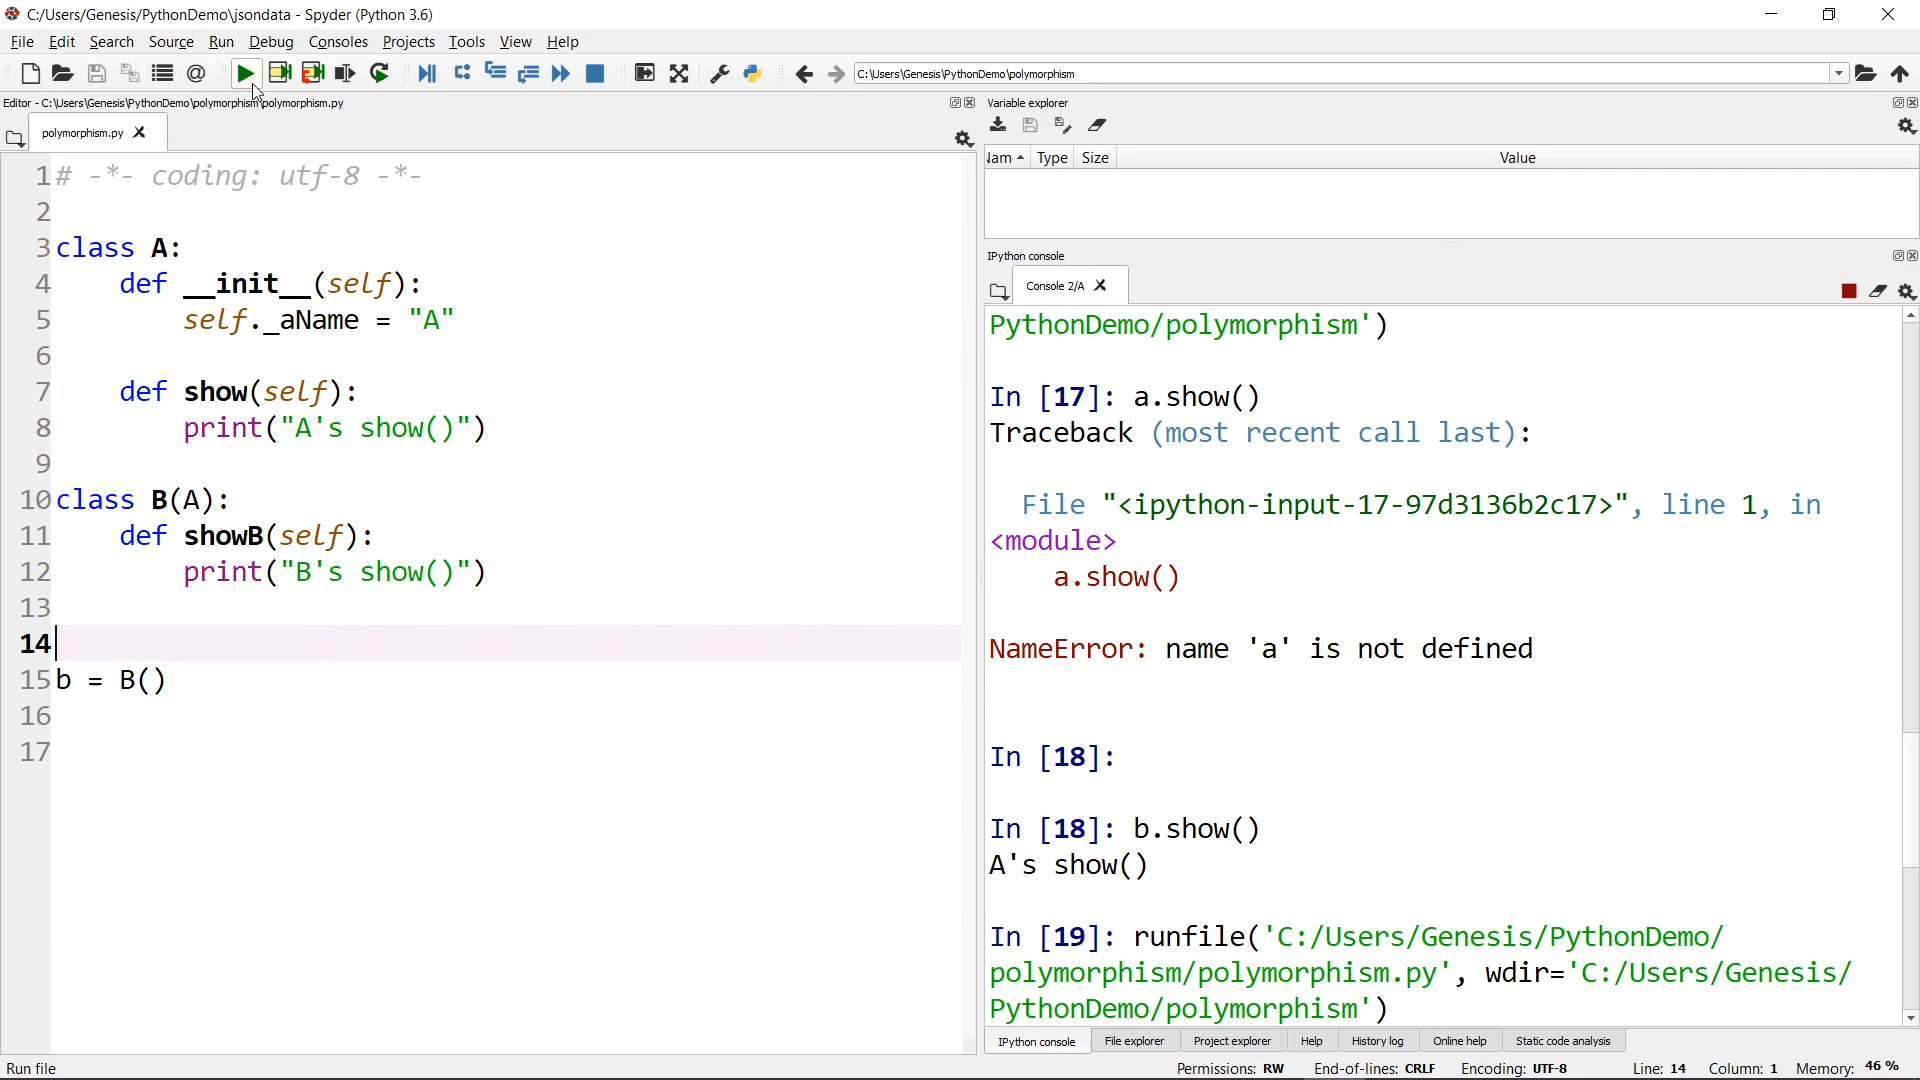 C:/Users/Genesis/PythonDemo\jsondata - Spyder (Python 3.6)
File Edit Search Source Run Debug Consoles Projects Tools View Help
C:\Users\Genesis\PythonDemo\polymorphism
Editor - C:\Users\Genesis\PythonDemo\polymorphism\polymorphism.py
polymorphism.py
1 # -*- coding: utf-8 -*-
2
3 class A:
4     def __init__(self):
5         self._aName = "A"
6
7     def show(self):
8         print("A's show()")
9
10 class B(A):
11     def showB(self):
12         print("B's show()")
13
14
15 b = B()
16
17
Variable explorer
Nam Type Size Value
IPython console
Console 2/A
PythonDemo/polymorphism')
In [17]: a.show()
Traceback (most recent call last):
File "<ipython-input-17-97d3136b2c17>", line 1, in
<module>
a.show()
NameError: name 'a' is not defined
In [18]:
In [18]: b.show()
A's show()
In [19]: runfile('C:/Users/Genesis/PythonDemo/
polymorphism/polymorphism.py', wdir='C:/Users/Genesis/
PythonDemo/polymorphism')
IPython console File explorer Project explorer Help History log Online help Static code analysis
Run file Permissions: RW End-of-lines: CRLF Encoding: UTF-8 Line: 14 Column: 1 Memory: 46 %